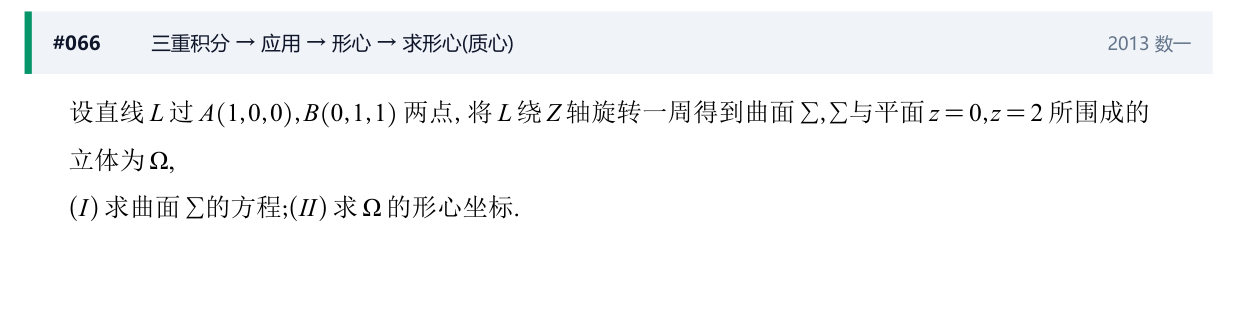 #066 三重积分 → 应用 → 形心 → 求形心(质心) 2013 数一
设直线 L 过 A(1,0,0),B(0,1,1) 两点, 将 L 绕 Z 轴旋转一周得到曲面 ∑,∑与平面 z=0,z=2 所围成的
立体为 Ω,
(I) 求曲面 ∑的方程;(II) 求 Ω 的形心坐标.